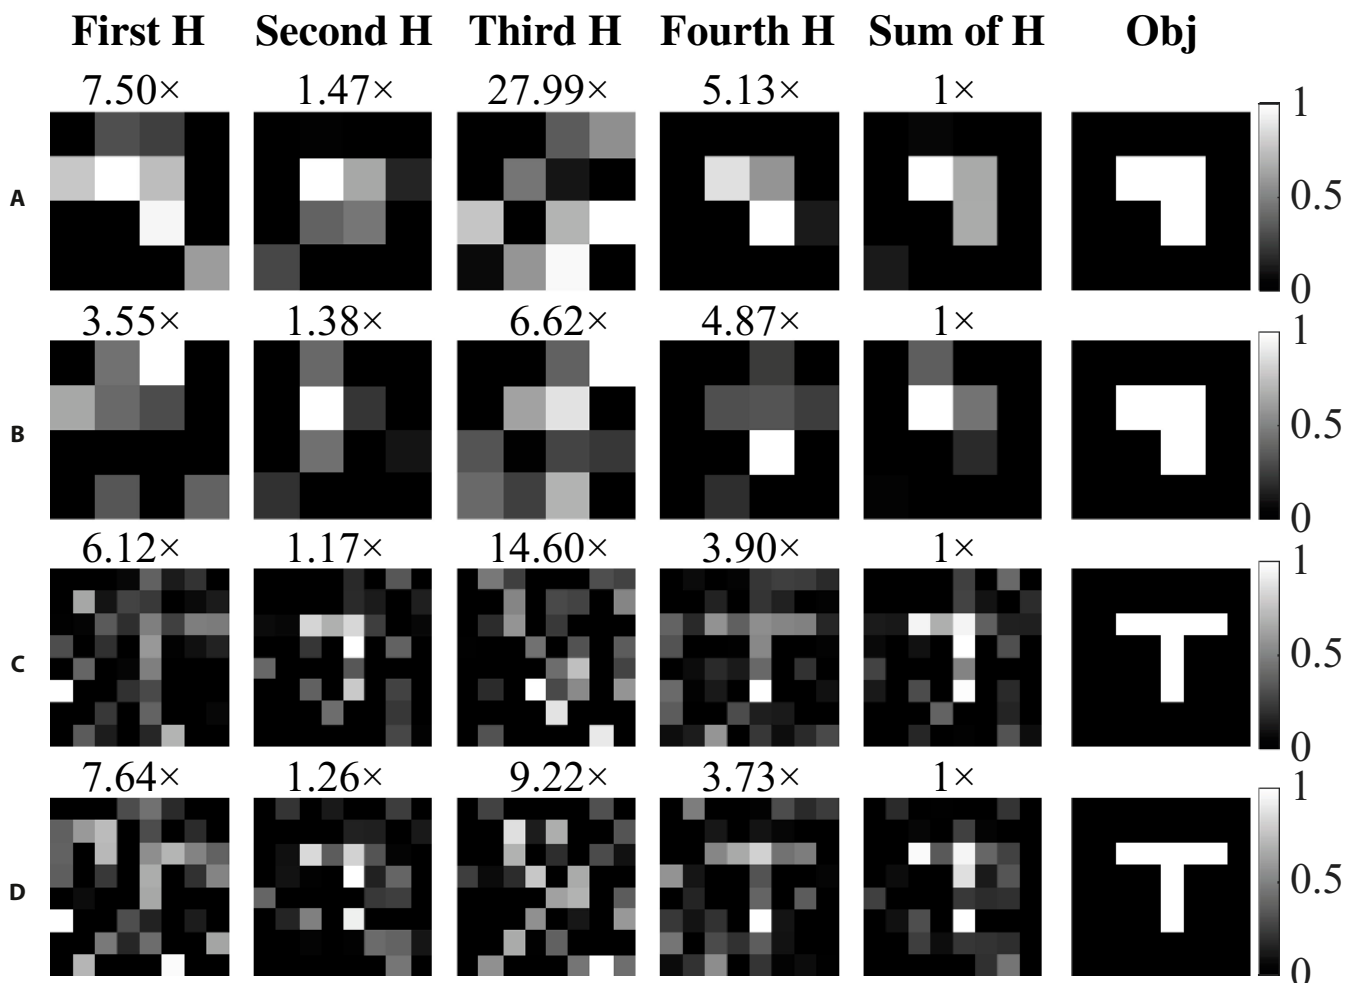 First H Second H Third H Fourth H Sum of H Obj
7.50× 1.47× 27.99× 5.13× 1×
A
1
0.5
0
3.55× 1.38× 6.62× 4.87× 1×
B
1
0.5
0
6.12× 1.17× 14.60× 3.90× 1×
C
1
0.5
0
7.64× 1.26× 9.22× 3.73× 1×
D
1
0.5
0